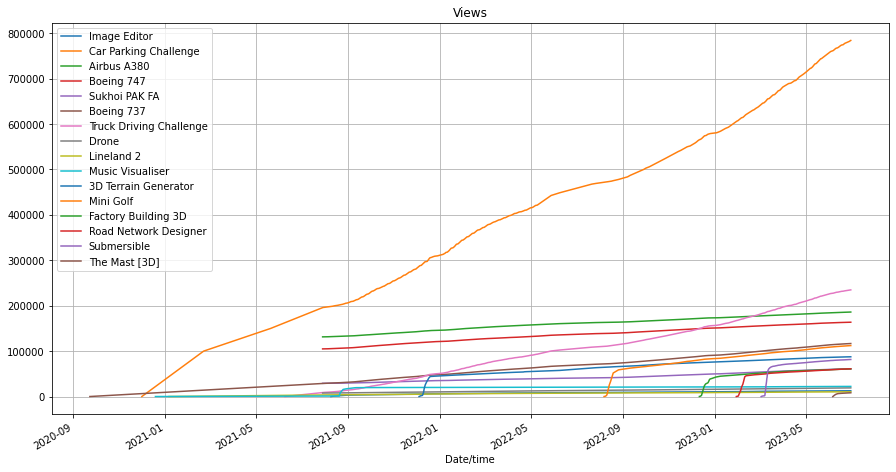 Views
800000
700000
600000
500000
400000
300000
200000
100000
0
Image Editor
Car Parking Challenge
Airbus A380
Boeing 747
Sukhoi PAK FA
Boeing 737
Truck Driving Challenge
Drone
Lineland 2
Music Visualiser
3D Terrain Generator
Mini Golf
Factory Building 3D
Road Network Designer
Submersible
The Mast [3D]
2020-09
2021-01
2021-05
2021-09
2022-01
2022-05
2022-09
2023-01
2023-05
Date/time